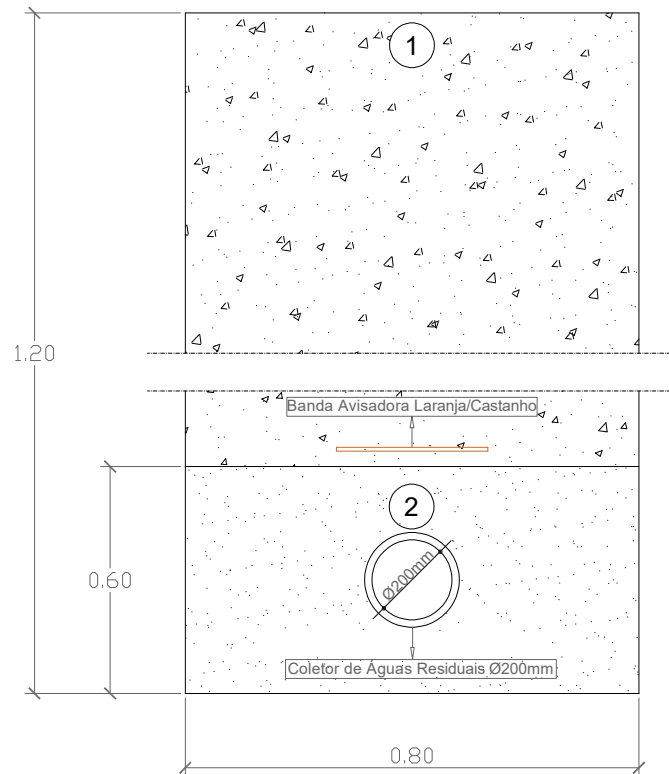 1
1.20
Banda Avisadora Laranja/Castanho
2
Ø200mm
0.60
Coletor de Águas Residuais Ø200mm
0.80